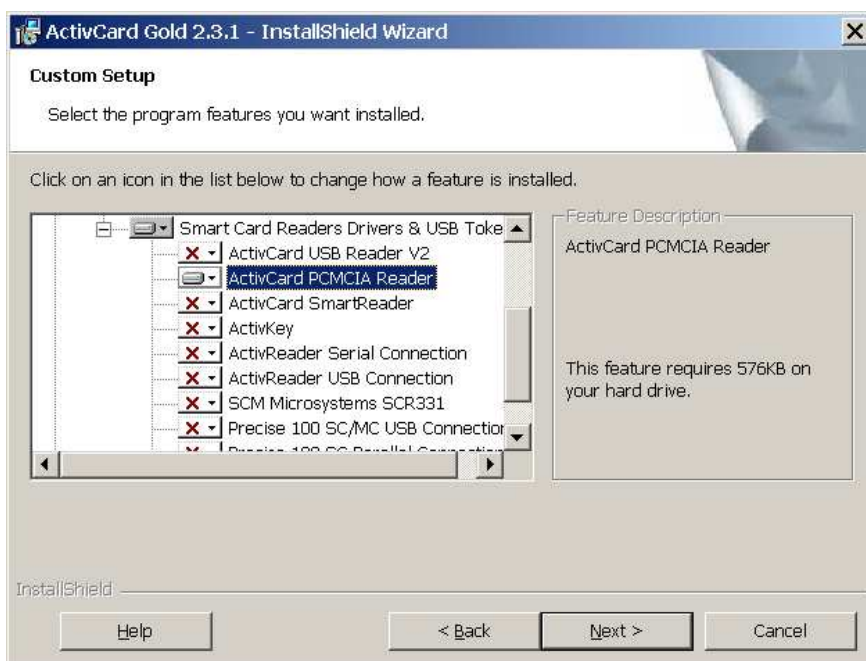 ActivCard Gold 2.3.1 - InstallShield Wizard
Custom Setup
Select the program features you want installed.
Click on an icon in the list below to change how a feature is installed.
Smart Card Readers Drivers & USB Toke
ActivCard USB Reader V2
ActivCard PCMCIA Reader
ActivCard SmartReader
ActivKey
ActivReader Serial Connection
ActivReader USB Connection
SCM Microsystems SCR331
Precise 100 SC/MC USB Connection
Feature Description
ActivCard PCMCIA Reader
This feature requires 576KB on
your hard drive.
InstallShield
Help
< Back
Next >
Cancel